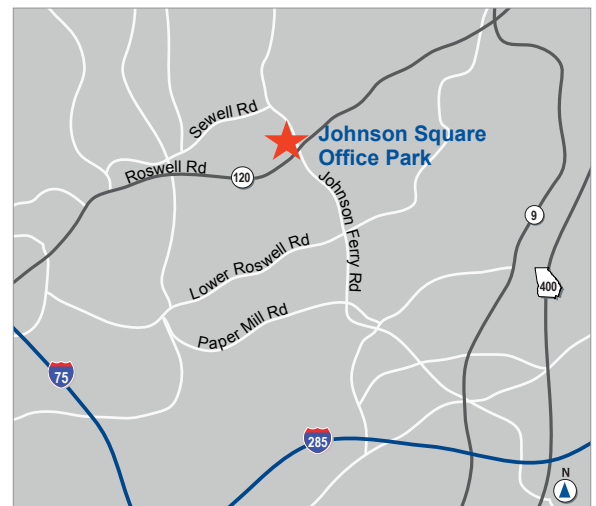 Sewell Rd
Johnson Square
Office Park
Roswell Rd
120
Johnson Ferry Rd
9
Lower Roswell Rd
400
Paper Mill Rd
75
285
N